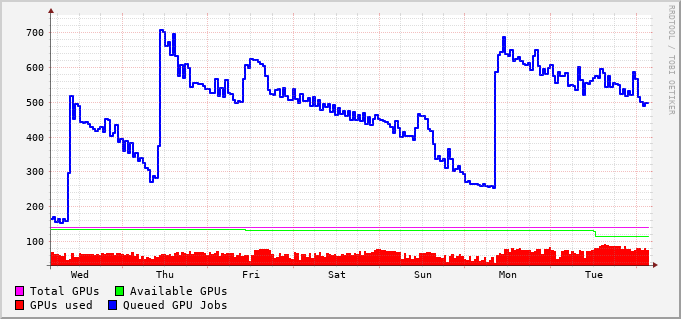 RRDTOOL / TOBI OETIKER
700
600
500
400
300
200
100
Wed Thu Fri Sat Sun Mon Tue
Total GPUs Available GPUs
GPUs used Queued GPU Jobs